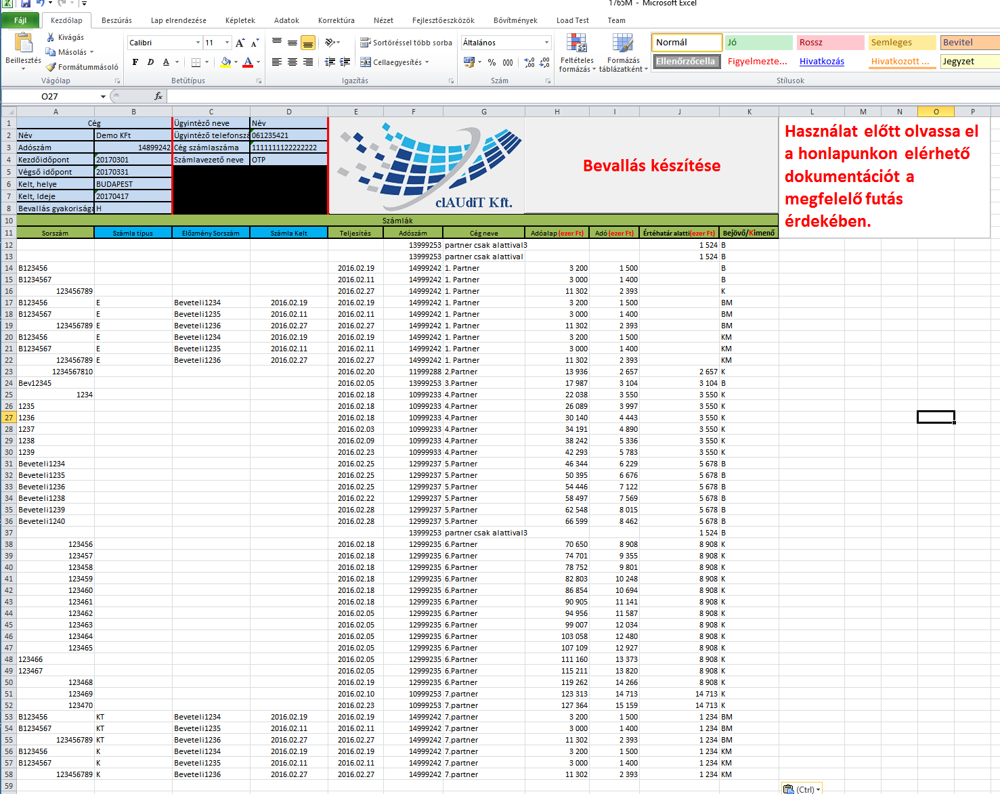 1765M - Microsoft Excel
Fájl Kezdőlap Beszúrás Lap elrendezése Képletek Adatok Korrektúra Nézet Fejlesztőeszközök Bővítmények Load Test Team
Beillesztés Kivágás Másolás Formátummásoló Vágólap
Calibri 11 F D A Betűtípus
Sortöréssel több sorba Cellaegyesítés Igazítás
Általános % 000 Szám
Feltételes formázás Formázás táblázatként
Normál Jó Rossz Semleges Bevitel
Ellenőrzőcella Figyelmezte... Hivatkozás Hivatkozott ... Jegyzet
Stílusok
O27 fx
A B C D E F G H I J K L M N O P
1 Cég Ügyintéző neve Név
2 Név Demo KFt Ügyintéző telefonsza 061235421
3 Adószám 14899242 Cég számlaszáma 1111111122222222
4 Kezdőidőpont 20170301 Számlavezető neve OTP
5 Végső időpont 20170331
6 Kelt, helye BUDAPEST
7 Kelt, Ideje 20170417
8 Bevallás gyakorisága H
clAUdiT Kft.
Bevallás készítése
Használat előtt olvassa el
a honlapunkon elérhető
dokumentációt a
megfelelő futás
érdekében.
10 Számlák
11 Sorszám Számla típus Előzmény Sorszám Számla Kelt Teljesítés Adószám Cég neve Adóalap (ezer Ft) Adó (ezer Ft) Értéhatár alatti(ezer Ft) Bejövő/Kimenő
12 13999253 partner csak alattival3 1 524 B
13 13999253 partner csak alattival 1 524 B
14 B123456 2016.02.19 14999242 1. Partner 3 200 1 500 B
15 B1234567 2016.02.11 14999242 1. Partner 3 000 1 400 B
16 123456789 2016.02.27 14999242 1. Partner 11 302 2 393 K
17 B123456 E Beveteli1234 2016.02.19 2016.02.19 14999242 1. Partner 3 200 1 500 BM
18 B1234567 E Beveteli1235 2016.02.11 2016.02.11 14999242 1. Partner 3 000 1 400 BM
19 123456789 E Beveteli1236 2016.02.27 2016.02.27 14999242 1. Partner 11 302 2 393 BM
20 B123456 E Beveteli1234 2016.02.19 2016.02.19 14999242 1. Partner 3 200 1 500 KM
21 B1234567 E Beveteli1235 2016.02.11 2016.02.11 14999242 1. Partner 3 000 1 400 KM
22 123456789 E Beveteli1236 2016.02.27 2016.02.27 14999242 1. Partner 11 302 2 393 KM
23 1234567810 2016.02.20 11999288 2.Partner 13 936 2 657 2 657 K
24 Bev12345 2016.02.05 13999253 3.Partner 17 987 3 104 3 104 B
25 1234 2016.02.18 10999233 4.Partner 22 038 3 550 3 550 K
26 1235 2016.02.18 10999233 4.Partner 26 089 3 997 3 550 K
27 1236 2016.02.18 10999233 4.Partner 30 140 4 443 3 550 K
28 1237 2016.02.03 10999233 4.Partner 34 191 4 890 3 550 K
29 1238 2016.02.09 10999233 4.Partner 38 242 5 336 3 550 K
30 1239 2016.02.23 10999933 4.Partner 42 293 5 783 3 550 K
31 Beveteli1234 2016.02.25 12999237 5.Partner 46 344 6 229 5 678 B
32 Beveteli1235 2016.02.25 12999237 5.Partner 50 395 6 676 5 678 B
33 Beveteli1236 2016.02.25 12999237 5.Partner 54 446 7 122 5 678 B
34 Beveteli1238 2016.02.22 12999237 5.Partner 58 497 7 569 5 678 B
35 Beveteli1239 2016.02.28 12999237 5.Partner 62 548 8 015 5 678 B
36 Beveteli1240 2016.02.28 12999237 5.Partner 66 599 8 462 5 678 B
37 13999253 partner csak alattival3 1 524 B
38 123456 2016.02.18 12999235 6.Partner 70 650 8 908 8 908 K
39 123457 2016.02.18 12999235 6.Partner 74 701 9 355 8 908 K
40 123458 2016.02.18 12999235 6.Partner 78 752 9 801 8 908 K
41 123459 2016.02.18 12999235 6.Partner 82 803 10 248 8 908 K
42 123460 2016.02.18 12999235 6.Partner 86 854 10 694 8 908 K
43 123461 2016.02.18 12999235 6.Partner 90 905 11 141 8 908 K
44 123462 2016.02.05 12999235 6.Partner 94 956 11 587 8 908 K
45 123463 2016.02.05 12999235 6.Partner 99 007 12 034 8 908 K
46 123464 2016.02.05 12999235 6.Partner 103 058 12 480 8 908 K
47 123465 2016.02.05 12999235 6.Partner 107 109 12 927 8 908 K
48 123466 2016.02.05 12999235 6.Partner 111 160 13 373 8 908 K
49 123467 2016.02.05 12999235 6.Partner 115 211 13 820 8 908 K
50 123468 2016.02.19 12999235 6.Partner 119 262 14 266 8 908 K
51 123469 2016.02.10 10999253 7.partner 123 313 14 713 14 713 K
52 123470 2016.02.23 10999253 7.partner 127 364 15 159 14 713 K
53 B123456 KT Beveteli1234 2016.02.19 2016.02.19 14999242 7.partner 3 200 1 500 1 234 BM
54 B1234567 KT Beveteli1235 2016.02.11 2016.02.11 14999242 7.partner 3 000 1 400 1 234 BM
55 123456789 KT Beveteli1236 2016.02.27 2016.02.27 14999242 7.partner 11 302 2 393 1 234 BM
56 B123456 K Beveteli1234 2016.02.19 2016.02.19 14999242 7.partner 3 200 1 500 1 234 KM
57 B1234567 K Beveteli1235 2016.02.11 2016.02.11 14999242 7.partner 3 000 1 400 1 234 KM
58 123456789 K Beveteli1236 2016.02.27 2016.02.27 14999242 7.partner 11 302 2 393 1 234 KM
59
(Ctrl)